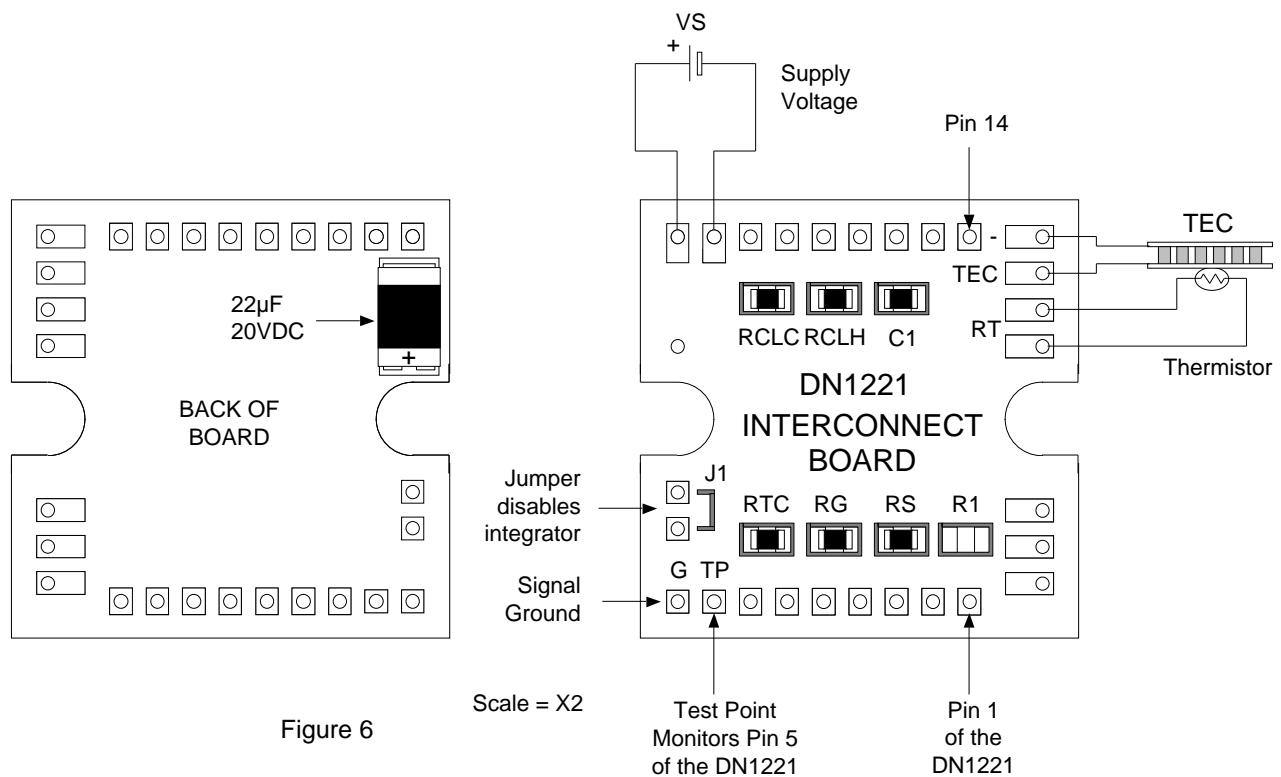 VS
+
Supply
Voltage
Pin 14
-
TEC
TEC
RT
Thermistor
22µF
20VDC
+
BACK OF
BOARD
RCLC RCLH C1
DN1221
INTERCONNECT
BOARD
Jumper
disables
integrator
J1
RTC RG RS R1
G TP
Signal
Ground
Scale = X2
Figure 6
Test Point
Monitors Pin 5
of the DN1221
Pin 1
of the
DN1221